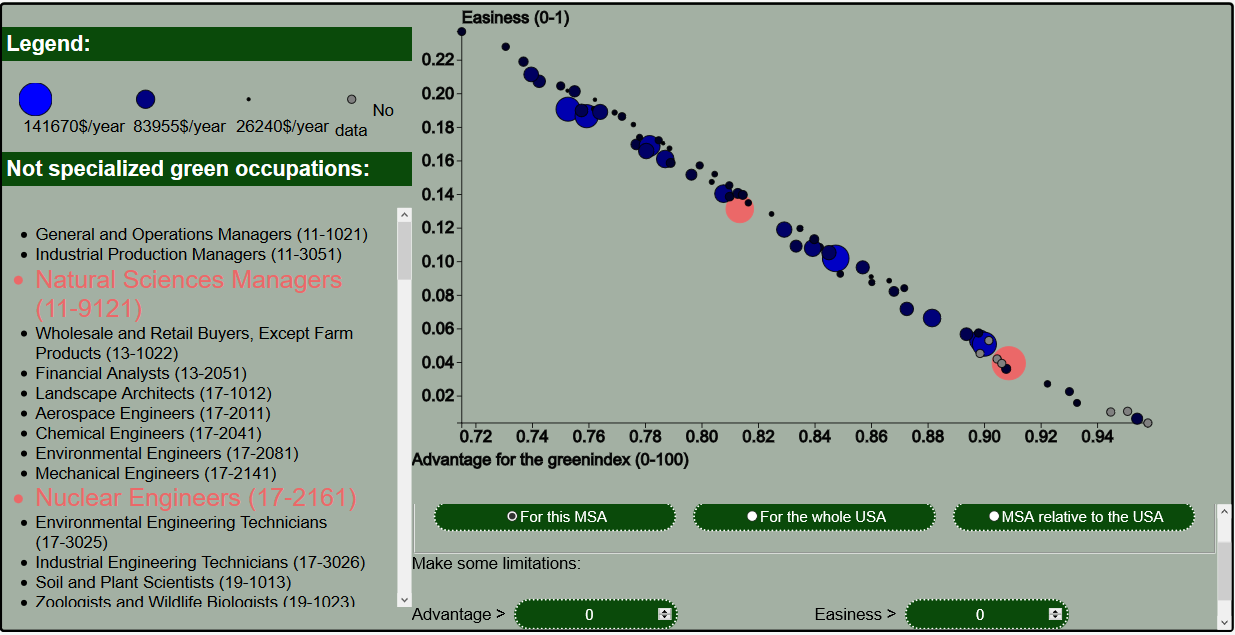 Legend:
141670$/year 83955$/year 26240$/year No data
Not specialized green occupations:
General and Operations Managers (11-1021)
Industrial Production Managers (11-3051)
Natural Sciences Managers
(11-9121)
Wholesale and Retail Buyers, Except Farm
Products (13-1022)
Financial Analysts (13-2051)
Landscape Architects (17-1012)
Aerospace Engineers (17-2011)
Chemical Engineers (17-2041)
Environmental Engineers (17-2081)
Mechanical Engineers (17-2141)
Nuclear Engineers (17-2161)
Environmental Engineering Technicians
(17-3025)
Industrial Engineering Technicians (17-3026)
Soil and Plant Scientists (19-1013)
Zoologists and Wildlife Biologists (19-1023)
Easiness (0-1)
0.22
0.20
0.18
0.16
0.14
0.12
0.10
0.08
0.06
0.04
0.02
0.72 0.74 0.76 0.78 0.80 0.82 0.84 0.86 0.88 0.90 0.92 0.94
Advantage for the greenindex (0-100)
For this MSA For the whole USA MSA relative to the USA
Make some limitations:
Advantage > 0 Easiness > 0